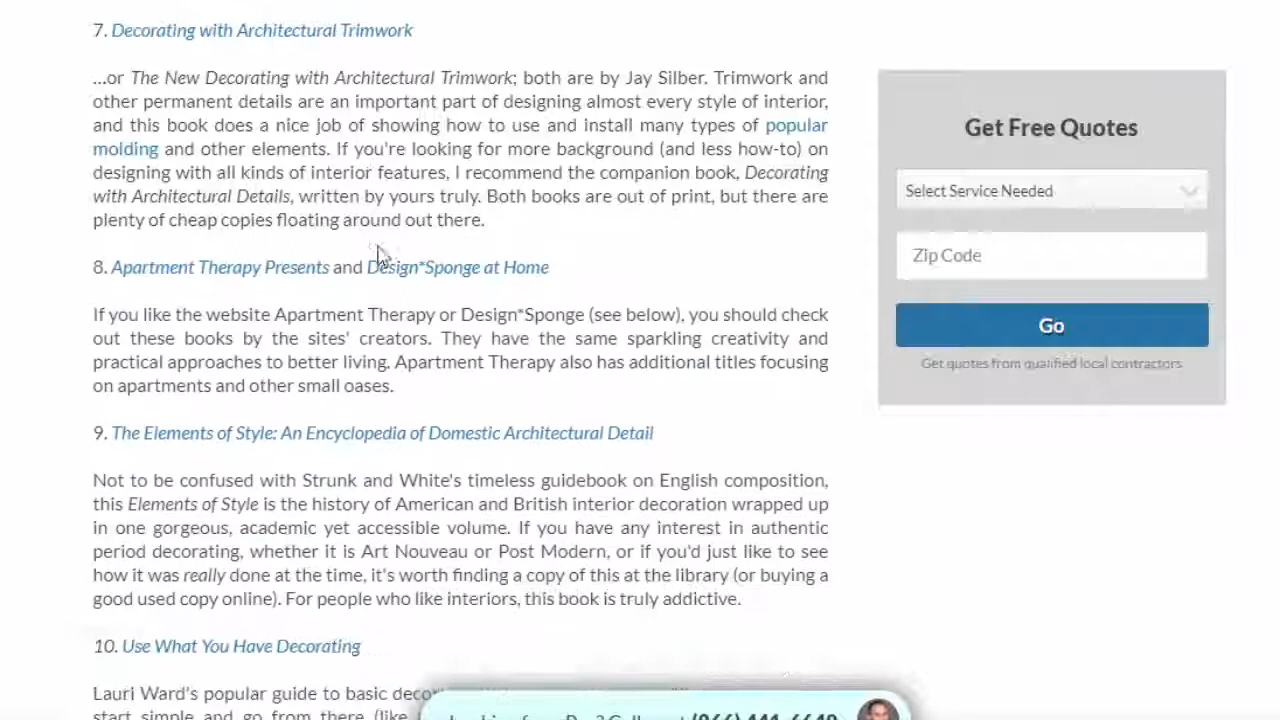 7. Decorating with Architectural Trimwork
...or The New Decorating with Architectural Trimwork; both are by Jay Silber. Trimwork and
other permanent details are an important part of designing almost every style of interior,
and this book does a nice job of showing how to use and install many types of popular
molding and other elements. If you're looking for more background (and less how-to) on
designing with all kinds of interior features, I recommend the companion book, Decorating
with Architectural Details, written by yours truly. Both books are out of print, but there are
plenty of cheap copies floating around out there.
8. Apartment Therapy Presents and Design*Sponge at Home
If you like the website Apartment Therapy or Design*Sponge (see below), you should check
out these books by the sites' creators. They have the same sparkling creativity and
practical approaches to better living. Apartment Therapy also has additional titles focusing
on apartments and other small oases.
9. The Elements of Style: An Encyclopedia of Domestic Architectural Detail
Not to be confused with Strunk and White's timeless guidebook on English composition,
this Elements of Style is the history of American and British interior decoration wrapped up
in one gorgeous, academic yet accessible volume. If you have any interest in authentic
period decorating, whether it is Art Nouveau or Post Modern, or if you'd just like to see
how it was really done at the time, it's worth finding a copy of this at the library (or buying a
good used copy online). For people who like interiors, this book is truly addictive.
10. Use What You Have Decorating
Lauri Ward's popular guide to basic
start simple and go from there (like
Get Free Quotes
Select Service Needed
Zip Code
Go
Get quotes from qualified local contractors